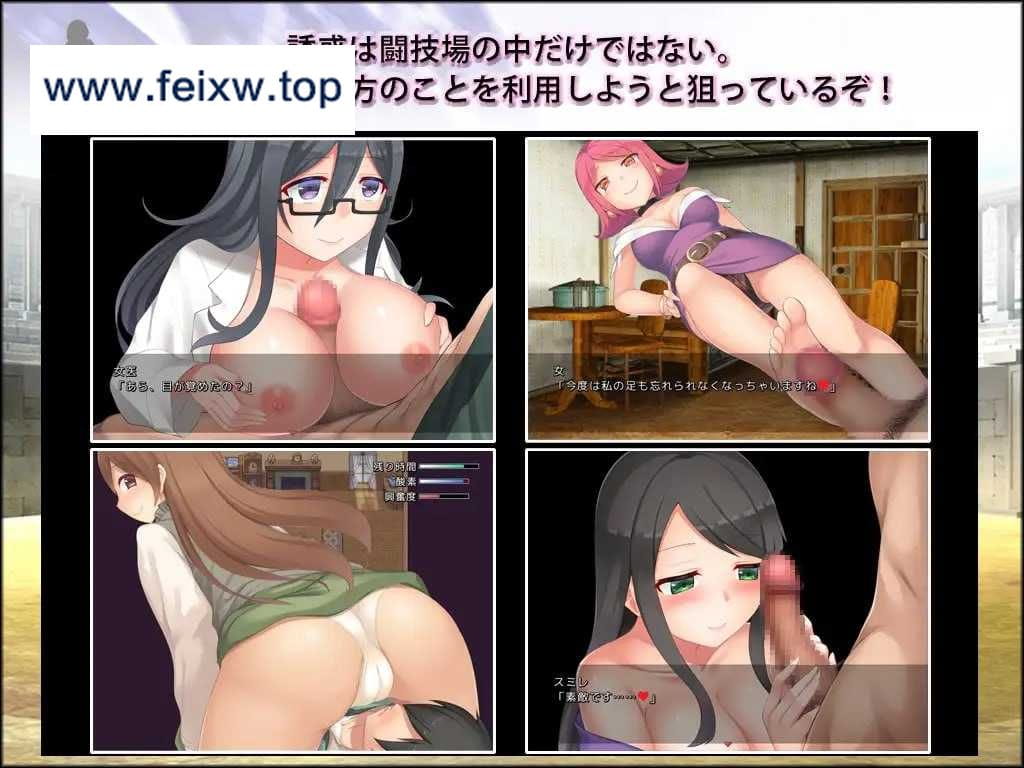 誘惑は闘技場の中だけではない。
www.feixw.top
方のことを利用しようと狙っているぞ！
女医
「あら、目が覚めたの？」
女
「今度は私の足も忘れられなくなっちゃいますね♥」
残り時間
酸素
興奮度
スミレ
「素敵です……♥」